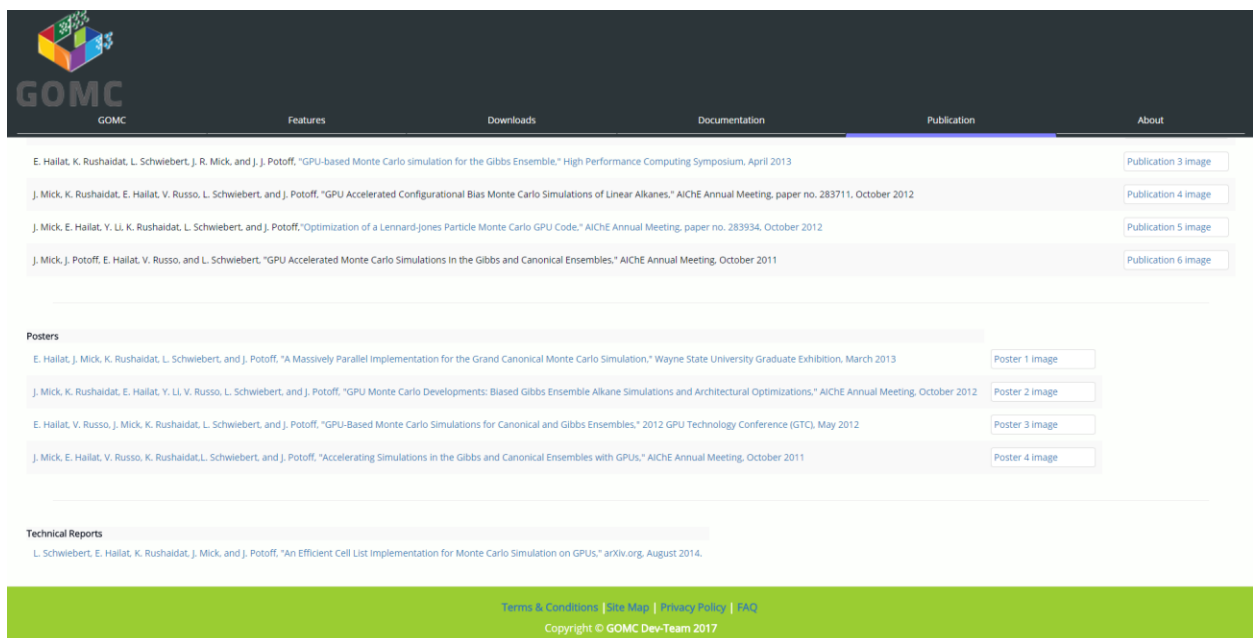 GOMC
GOMC Features Downloads Documentation Publication About
E. Hailat, K. Rushaidat, L. Schwiebert, J. R. Mick, and J. J. Potoff, "GPU-based Monte Carlo simulation for the Gibbs Ensemble," High Performance Computing Symposium, April 2013 Publication 3 image
J. Mick, K. Rushaidat, E. Hailat, V. Russo, L. Schwiebert, and J. Potoff, "GPU Accelerated Configurational Bias Monte Carlo Simulations of Linear Alkanes," AIChE Annual Meeting, paper no. 283711, October 2012 Publication 4 image
J. Mick, E. Hailat, Y. Li, K. Rushaidat, L. Schwiebert, and J. Potoff,"Optimization of a Lennard-Jones Particle Monte Carlo GPU Code," AIChE Annual Meeting, paper no. 283934, October 2012 Publication 5 image
J. Mick, J. Potoff, E. Hailat, V. Russo, and L. Schwiebert, "GPU Accelerated Monte Carlo Simulations In the Gibbs and Canonical Ensembles," AIChE Annual Meeting, October 2011 Publication 6 image
Posters
E. Hailat, J. Mick, K. Rushaidat, L. Schwiebert, and J. Potoff, "A Massively Parallel Implementation for the Grand Canonical Monte Carlo Simulation," Wayne State University Graduate Exhibition, March 2013 Poster 1 image
J. Mick, K. Rushaidat, E. Hailat, Y. Li, V. Russo, L. Schwiebert, and J. Potoff, "GPU Monte Carlo Developments: Biased Gibbs Ensemble Alkane Simulations and Architectural Optimizations," AIChE Annual Meeting, October 2012 Poster 2 image
E. Hailat, V. Russo, J. Mick, K. Rushaidat, L. Schwiebert, and J. Potoff, "GPU-Based Monte Carlo Simulations for Canonical and Gibbs Ensembles," 2012 GPU Technology Conference (GTC), May 2012 Poster 3 image
J. Mick, E. Hailat, V. Russo, K. Rushaidat,L. Schwiebert, and J. Potoff, "Accelerating Simulations in the Gibbs and Canonical Ensembles with GPUs," AIChE Annual Meeting, October 2011 Poster 4 image
Technical Reports
L. Schwiebert, E. Hailat, K. Rushaidat, J. Mick, and J. Potoff, "An Efficient Cell List Implementation for Monte Carlo Simulation on GPUs," arXiv.org, August 2014.
Terms & Conditions |Site Map | Privacy Policy | FAQ
Copyright © GOMC Dev-Team 2017